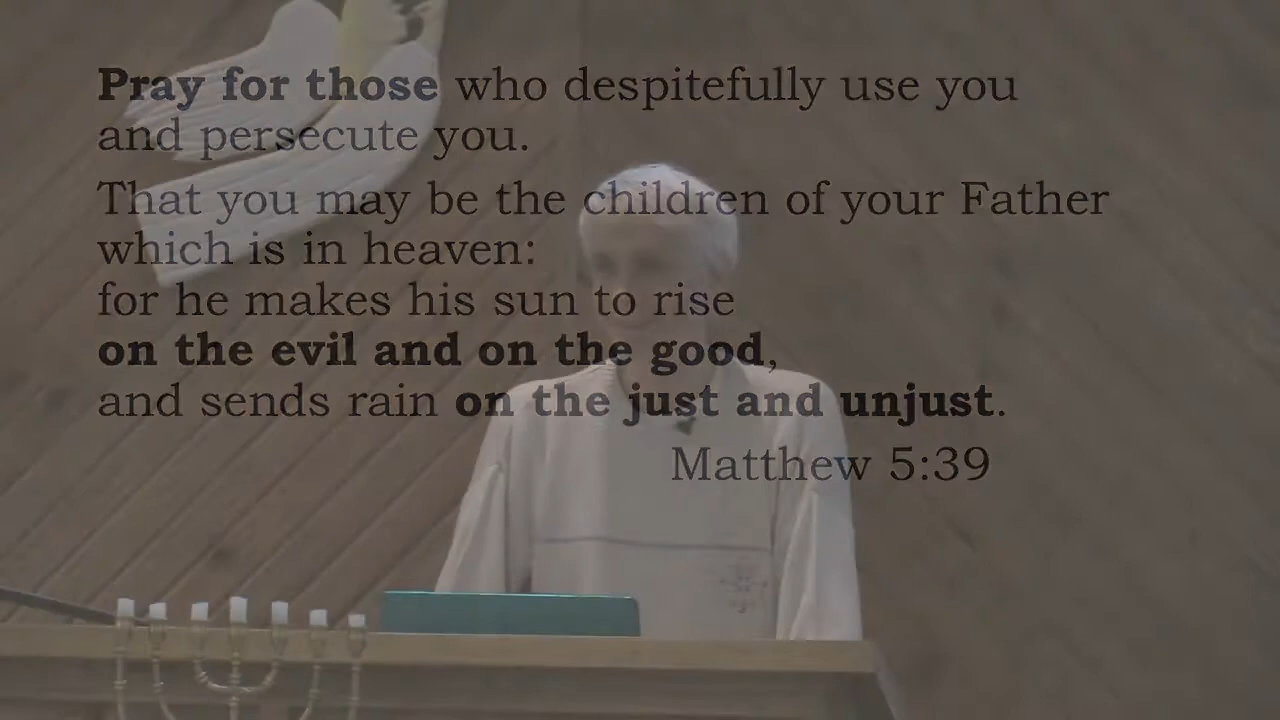 Pray for those who despitefully use you
and persecute you.
That you may be the children of your Father
which is in heaven:
for he makes his sun to rise
on the evil and on the good,
and sends rain on the just and unjust.
Matthew 5:39